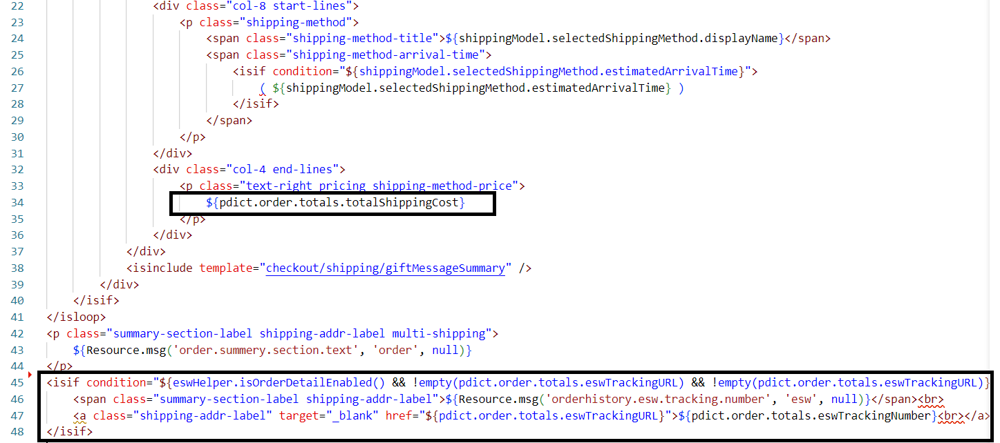 22 <div class="col-8 start-lines">
23 <p class="shipping-method">
24 <span class="shipping-method-title">${shippingModel.selectedShippingMethod.displayName}</span>
25 <span class="shipping-method-arrival-time">
26 <isif condition="${shippingModel.selectedShippingMethod.estimatedArrivalTime}">
27 ( ${shippingModel.selectedShippingMethod.estimatedArrivalTime} )
28 </isif>
29 </span>
30 </p>
31 </div>
32 <div class="col-4 end-lines">
33 <p class="text-right pricing shipping-method-price">
34 ${pdict.order.totals.totalShippingCost}
35 </p>
36 </div>
37 </div>
38 <isinclude template="checkout/shipping/giftMessageSummary" />
39 </div>
40 </isif>
41 </isloop>
42 <p class="summary-section-label shipping-addr-label multi-shipping">
43 ${Resource.msg('order.summery.section.text', 'order', null)}
44 </p>
45 <isif condition="${eswHelper.isOrderDetailEnabled() && !empty(pdict.order.totals.eswTrackingURL) && !empty(pdict.order.totals.eswTrackingURL)}
46 <span class="summary-section-label shipping-addr-label">${Resource.msg('orderhistory.esw.tracking.number', 'esw', null)}</span><br>
47 <a class="shipping-addr-label" target="_blank" href="${pdict.order.totals.eswTrackingURL}">${pdict.order.totals.eswTrackingNumber}<br></a>
48 </isif>